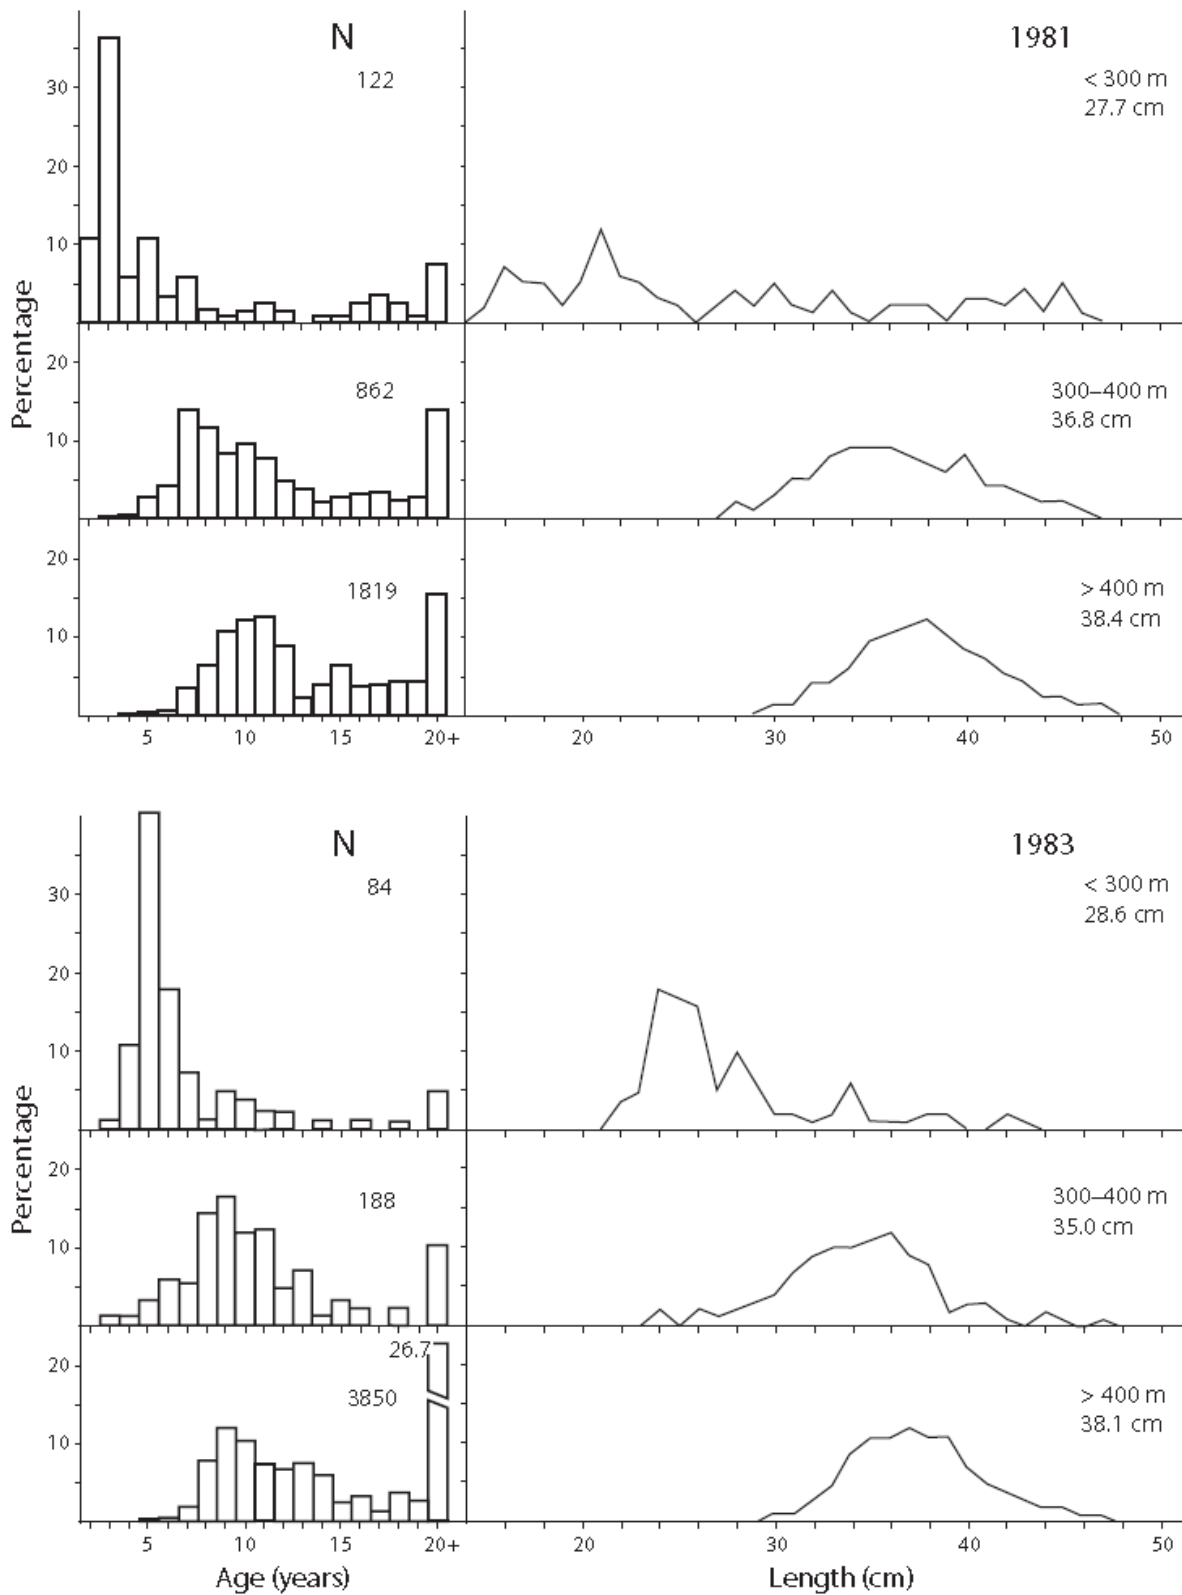 N
1981
122
< 300 m
27.7 cm
30
20
10
Percentage
862
300–400 m
36.8 cm
20
10
1819
> 400 m
38.4 cm
20
10
5 10 15 20+ 20 30 40 50
N
1983
84
< 300 m
28.6 cm
30
20
10
Percentage
188
300–400 m
35.0 cm
20
10
26.7
3850
> 400 m
38.1 cm
20
10
5 10 15 20+ 20 30 40 50
Age (years) Length (cm)